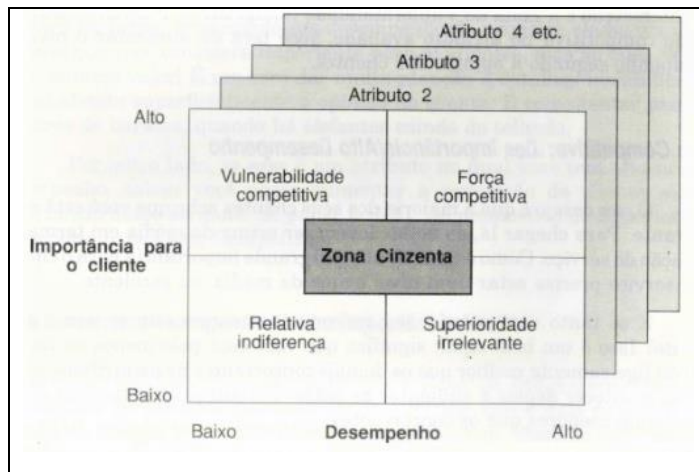 Atributo 4 etc.
Atributo 3
Atributo 2
Alto
Vulnerabilidade
competitiva
Força
competitiva
Importância para
o cliente
Zona Cinzenta
Relativa
indiferença
Superioridade
irrelevante
Baixo
Baixo
Desempenho
Alto